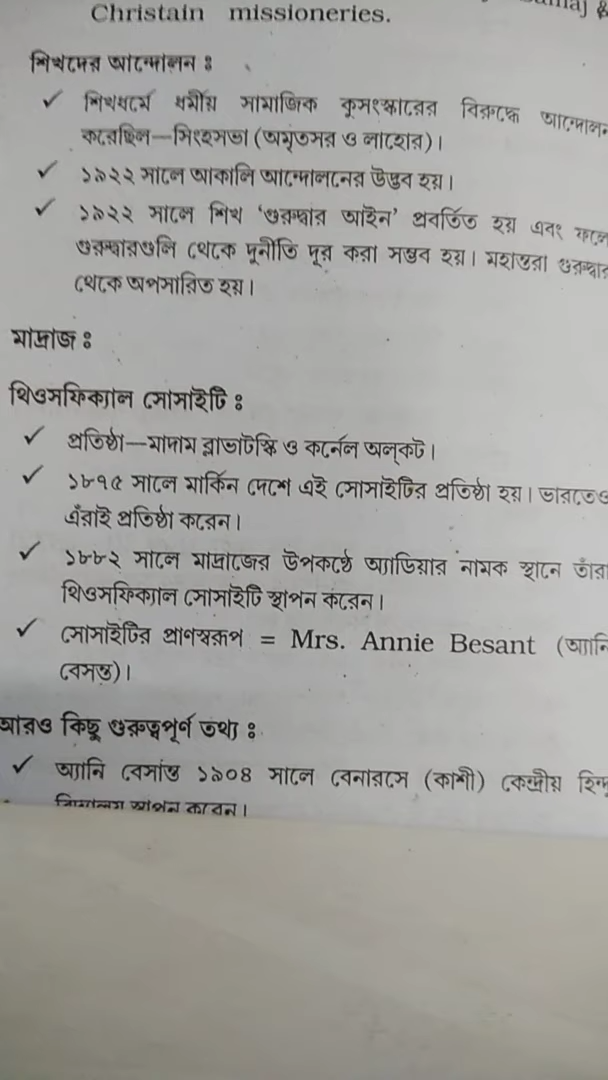 Christain missioneries.
শিখদের আন্দোলন ঃ
✓ শিখধর্মে ধর্মীয় সামাজিক কুসংস্কারের বিরুদ্ধে আন্দোলন
করেছিল—সিংহসভা (অমৃতসর ও লাহোর)।
✓ ১৯২২ সালে আকালি আন্দোলনের উদ্ভব হয়।
✓ ১৯২২ সালে শিখ ‘গুরুদ্বার আইন’ প্রবর্তিত হয় এবং ফলে
গুরুদ্বারগুলি থেকে দুর্নীতি দূর করা সম্ভব হয়। মহান্তরা গুরুদ্বার
থেকে অপসারিত হয়।
মাদ্রাজ ঃ
থিওসফিক্যাল সোসাইটি ঃ
✓ প্রতিষ্ঠা—মাদাম ব্লাভাটস্কি ও কর্নেল অল্‌কট।
✓ ১৮৭৫ সালে মার্কিন দেশে এই সোসাইটির প্রতিষ্ঠা হয়। ভারতেও
এঁরাই প্রতিষ্ঠা করেন।
✓ ১৮৮২ সালে মাদ্রাজের উপকণ্ঠে অ্যাডিয়ার নামক স্থানে তাঁরা
থিওসফিক্যাল সোসাইটি স্থাপন করেন।
✓ সোসাইটির প্রাণস্বরূপ = Mrs. Annie Besant (অ্যানি
বেসন্ত)।
আরও কিছু গুরুত্বপূর্ণ তথ্য ঃ
✓ অ্যানি বেসান্ত ১৯০৪ সালে বেনারসে (কাশী) কেন্দ্রীয় হিন্দু
স্থাপন করেন।